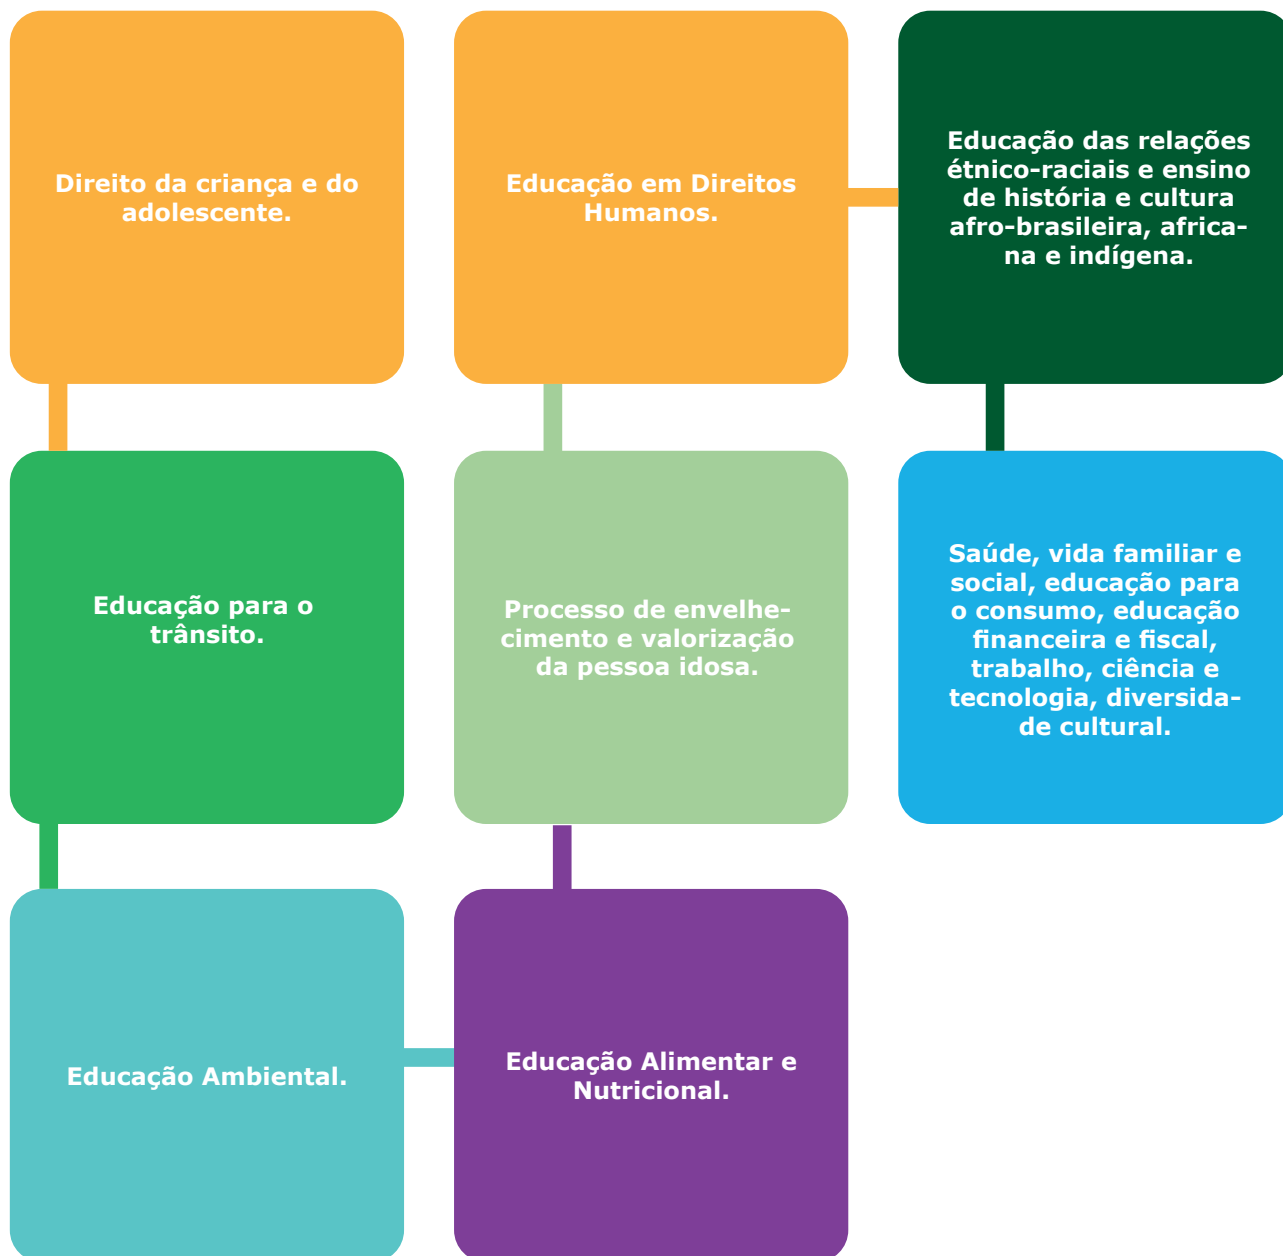 Direito da criança e do
adolescente.
Educação em Direitos
Humanos.
Educação das relações
étnico-raciais e ensino
de história e cultura
afro-brasileira, africa-
na e indígena.
Educação para o
trânsito.
Processo de envelhe-
cimento e valorização
da pessoa idosa.
Saúde, vida familiar e
social, educação para
o consumo, educação
financeira e fiscal,
trabalho, ciência e
tecnologia, diversida-
de cultural.
Educação Ambiental.
Educação Alimentar e
Nutricional.